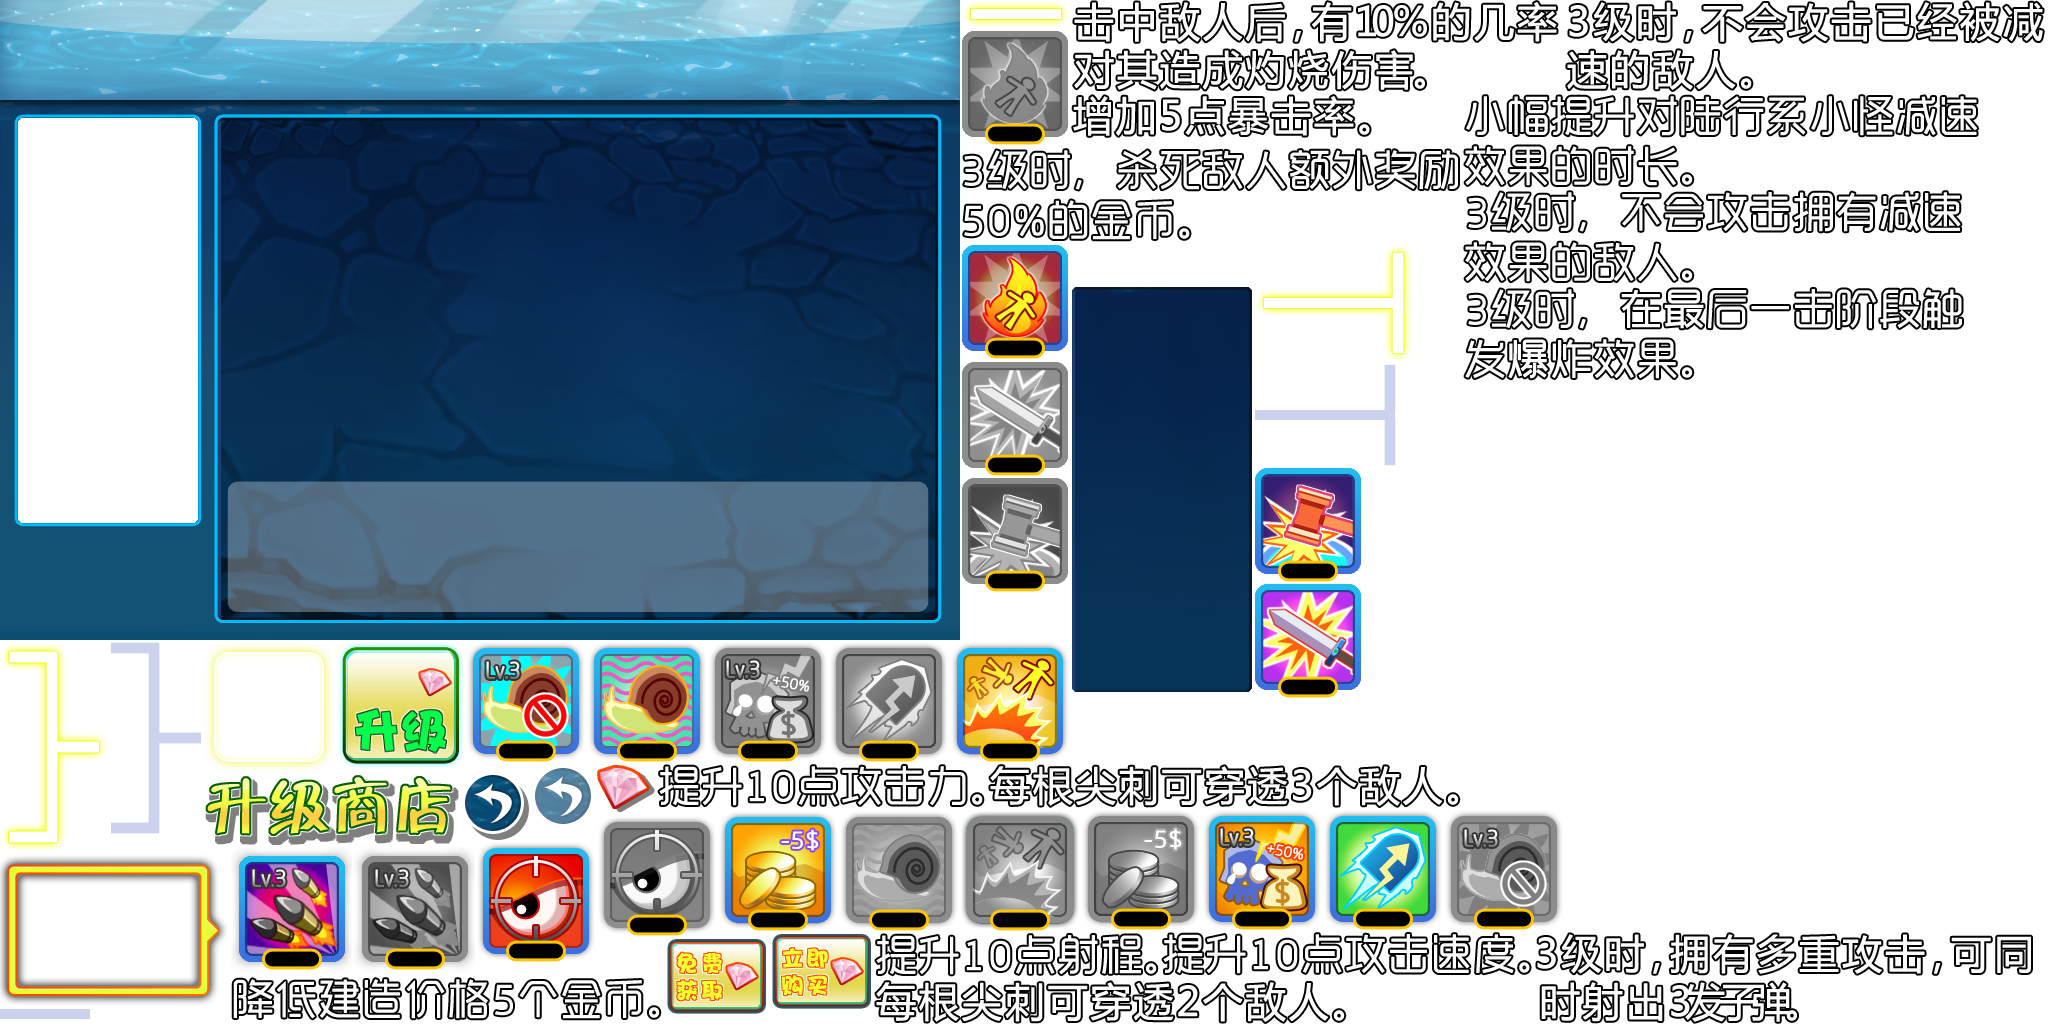 击中敌人后,有10%的几率
对其造成灼烧伤害。
增加5点暴击率。
3级时,不会攻击已经被减
速的敌人。
小幅提升对陆行系小怪减速
效果的时长。
3级时,杀死敌人额外奖励
50%的金币。
3级时,不会攻击拥有减速
效果的敌人。
3级时,在最后一击阶段触
发爆炸效果。
升级
Lv.3
Lv.3
+50%
升级商店
提升10点攻击力。
每根尖刺可穿透3个敌人。
-5$
-5$
Lv.3
+50%
Lv.3
Lv.3
Lv.3
免费
获取
立即
购买
提升10点射程。
提升10点攻击速度。
3级时,拥有多重攻击,可同
时射出3发子弹。
降低建造价格5个金币。
每根尖刺可穿透2个敌人。